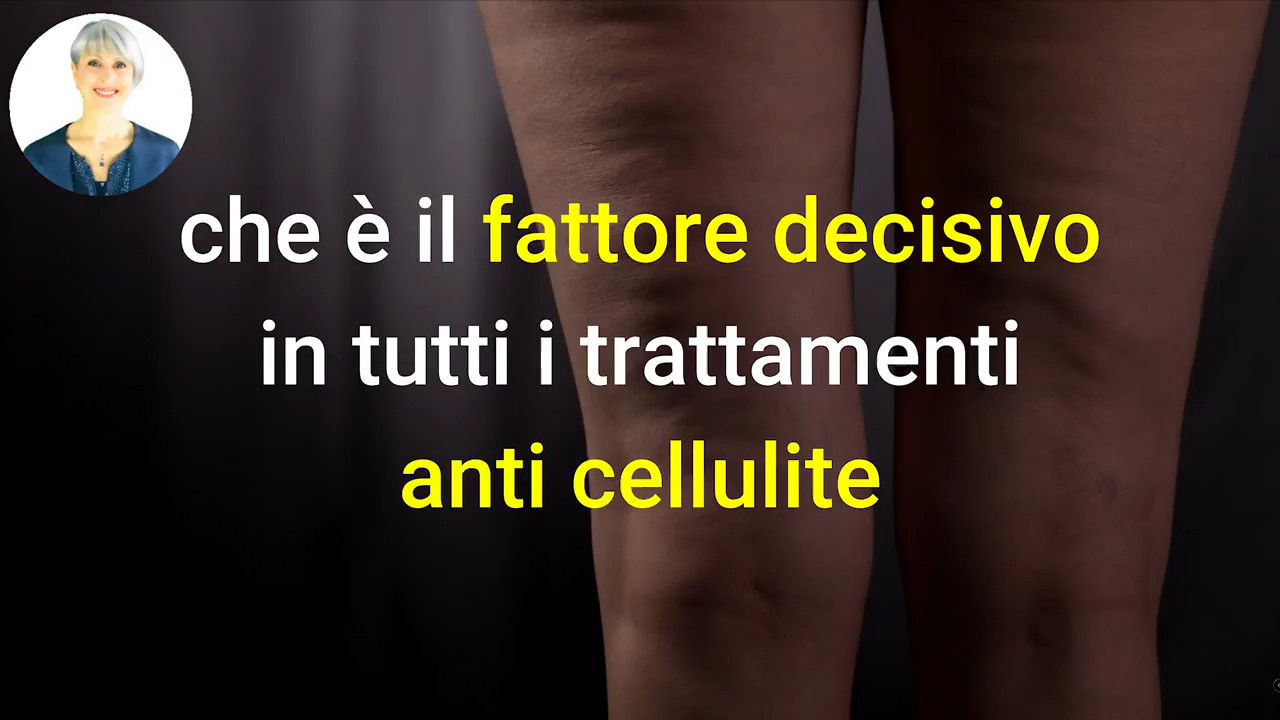 che è il fattore decisivo
in tutti i trattamenti
anti cellulite